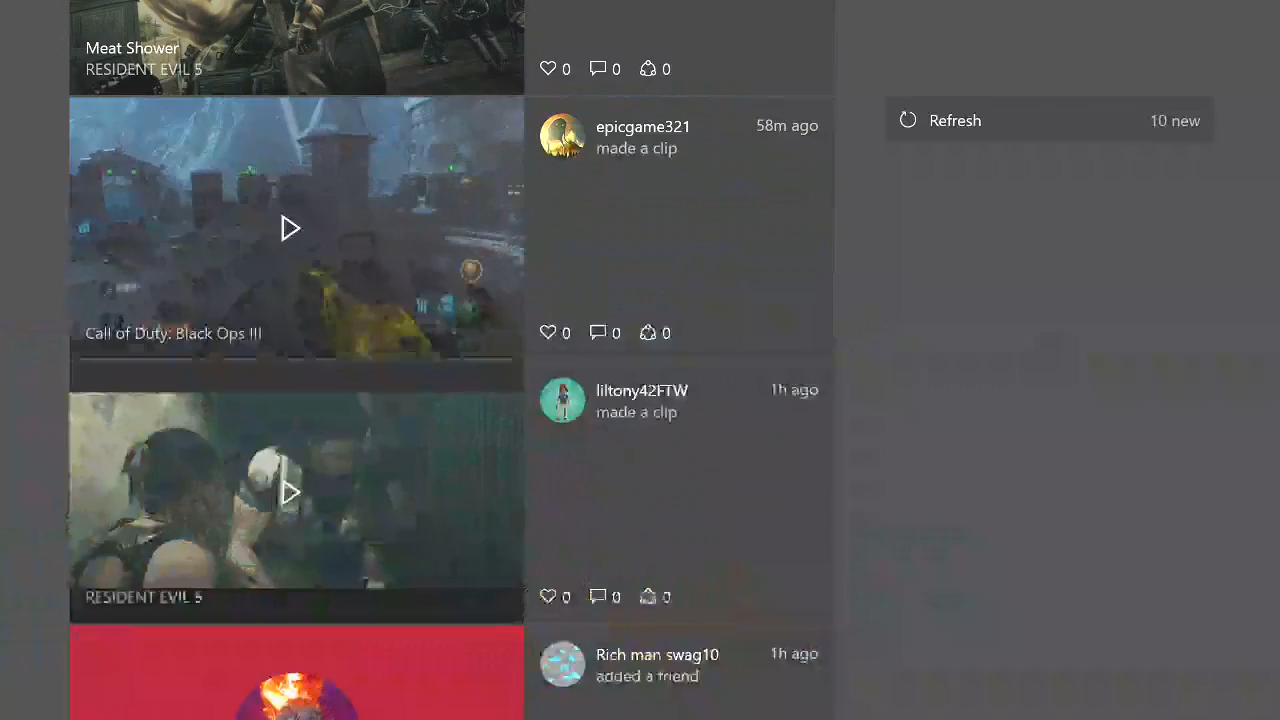 Meat Shower
RESIDENT EVIL 5
0 0 0
epicgame321
58m ago
made a clip
Refresh
10 new
Call of Duty: Black Ops III
0 0 0
liltony42FTW
1h ago
made a clip
RESIDENT EVIL 5
0 0 0
Rich man swag10
1h ago
added a friend